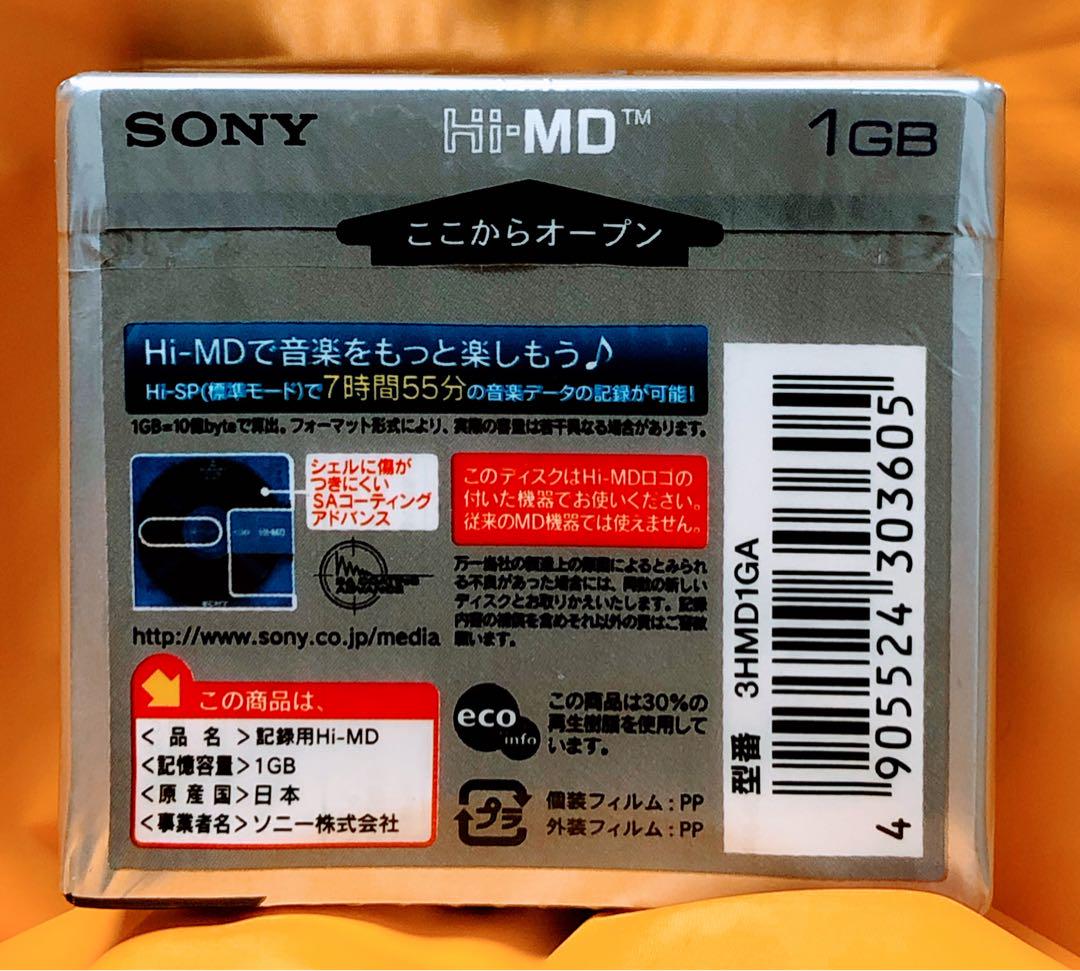 SONY
Hi-MD™
1GB
ここからオープン
Hi-MDで音楽をもっと楽しもう♪
Hi-SP(標準モード)で7時間55分の音楽データの記録が可能!
1GB=10億byteで算出。フォーマット形式により、実際の容量は若干異なる場合があります。
シェルに傷が
つきにくい
SAコーティング
アドバンス
このディスクはHi-MDロゴの
付いた機器でお使いください。
従来のMD機器では使えません。
万一当社の製造上の原因によるとみられ
る不良があった場合には、同数の新しい
ディスクとお取りかえいたします。記録
内容の補償を含めそれ以外の責はご容赦
願います。
http://www.sony.co.jp/media
この商品は、
<品名>記録用Hi-MD
<記憶容量>1GB
<原産国>日本
<事業者名>ソニー株式会社
eco
info
この商品は30%の
再生樹脂を使用して
います。
プラ
個装フィルム:PP
外装フィルム:PP
型番 3HMD1GA
4 905524 303605
HI-MD
SONY